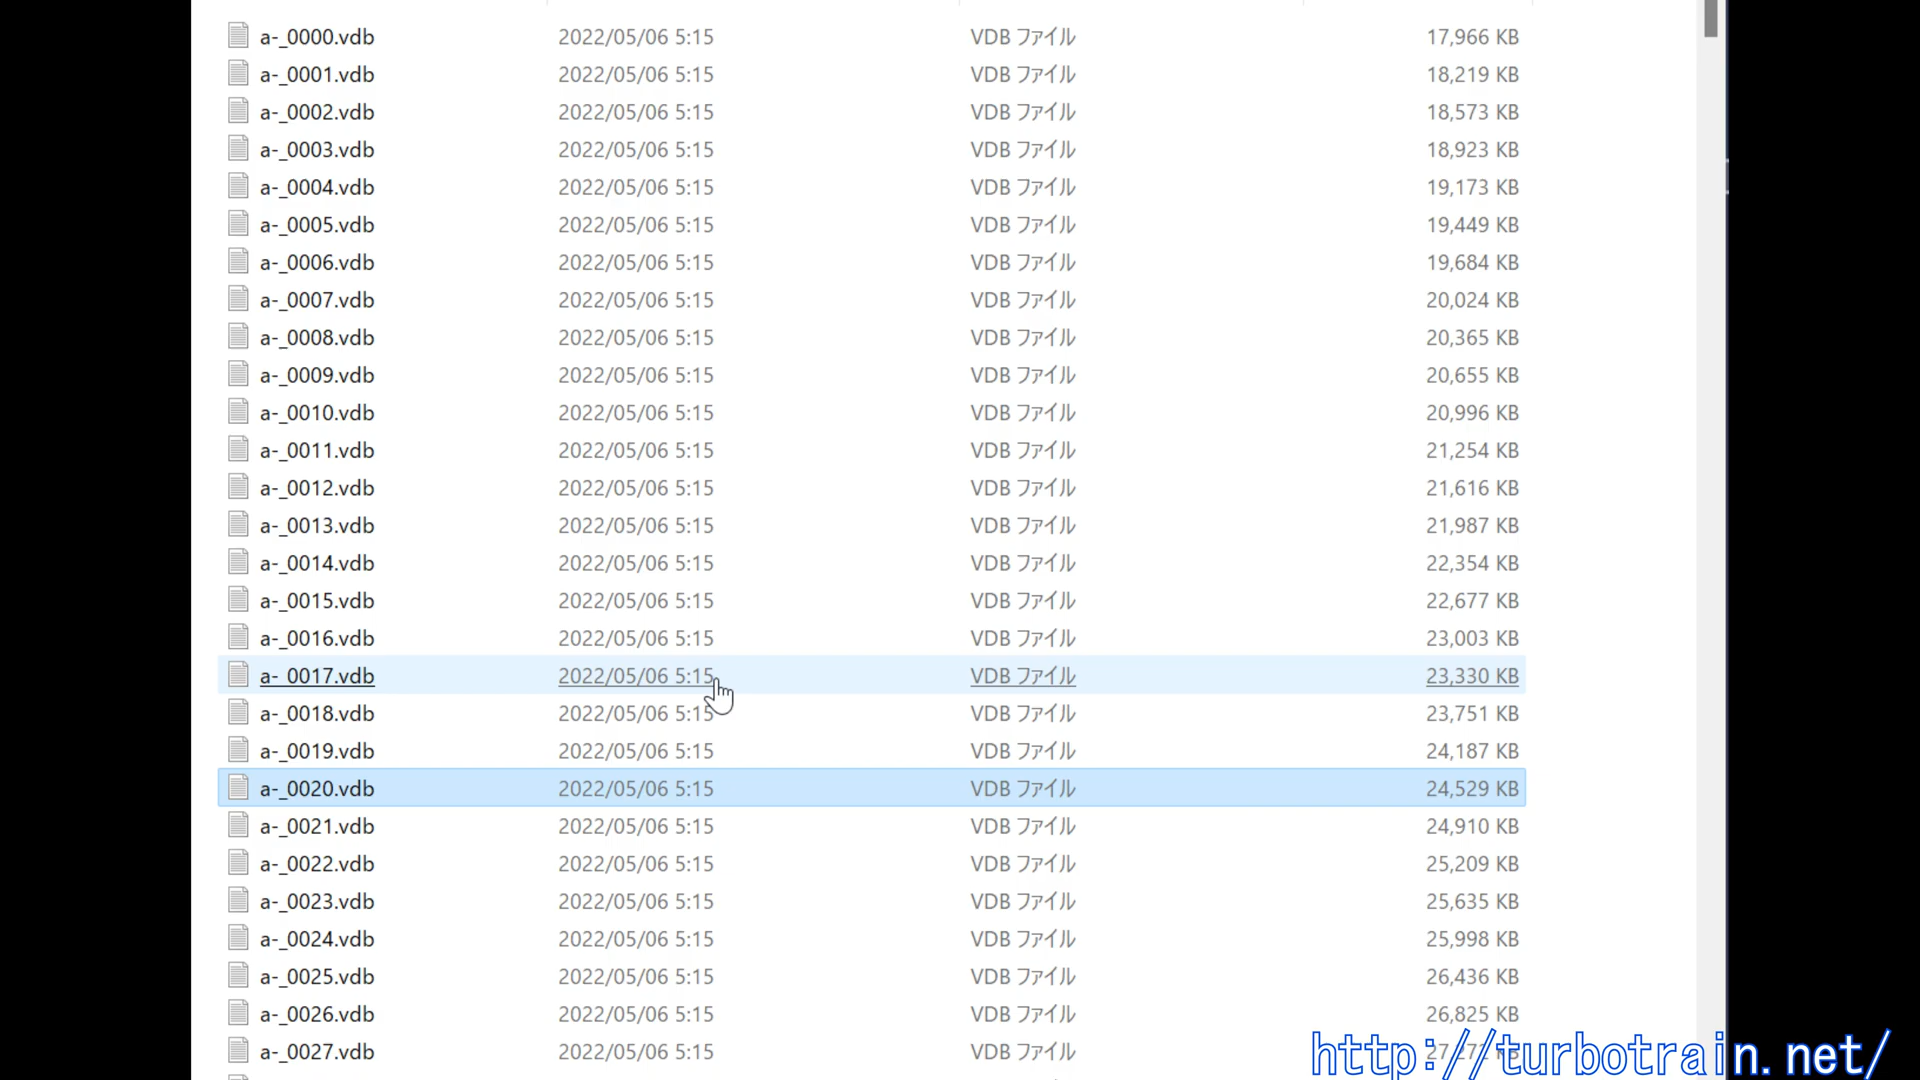 a-_0000.vdb 2022/05/06 5:15 VDB ファイル 17,966 KB
a-_0001.vdb 2022/05/06 5:15 VDB ファイル 18,219 KB
a-_0002.vdb 2022/05/06 5:15 VDB ファイル 18,573 KB
a-_0003.vdb 2022/05/06 5:15 VDB ファイル 18,923 KB
a-_0004.vdb 2022/05/06 5:15 VDB ファイル 19,173 KB
a-_0005.vdb 2022/05/06 5:15 VDB ファイル 19,449 KB
a-_0006.vdb 2022/05/06 5:15 VDB ファイル 19,684 KB
a-_0007.vdb 2022/05/06 5:15 VDB ファイル 20,024 KB
a-_0008.vdb 2022/05/06 5:15 VDB ファイル 20,365 KB
a-_0009.vdb 2022/05/06 5:15 VDB ファイル 20,655 KB
a-_0010.vdb 2022/05/06 5:15 VDB ファイル 20,996 KB
a-_0011.vdb 2022/05/06 5:15 VDB ファイル 21,254 KB
a-_0012.vdb 2022/05/06 5:15 VDB ファイル 21,616 KB
a-_0013.vdb 2022/05/06 5:15 VDB ファイル 21,987 KB
a-_0014.vdb 2022/05/06 5:15 VDB ファイル 22,354 KB
a-_0015.vdb 2022/05/06 5:15 VDB ファイル 22,677 KB
a-_0016.vdb 2022/05/06 5:15 VDB ファイル 23,003 KB
a-_0017.vdb 2022/05/06 5:15 VDB ファイル 23,330 KB
a-_0018.vdb 2022/05/06 5:15 VDB ファイル 23,751 KB
a-_0019.vdb 2022/05/06 5:15 VDB ファイル 24,187 KB
a-_0020.vdb 2022/05/06 5:15 VDB ファイル 24,529 KB
a-_0021.vdb 2022/05/06 5:15 VDB ファイル 24,910 KB
a-_0022.vdb 2022/05/06 5:15 VDB ファイル 25,209 KB
a-_0023.vdb 2022/05/06 5:15 VDB ファイル 25,635 KB
a-_0024.vdb 2022/05/06 5:15 VDB ファイル 25,998 KB
a-_0025.vdb 2022/05/06 5:15 VDB ファイル 26,436 KB
a-_0026.vdb 2022/05/06 5:15 VDB ファイル 26,825 KB
a-_0027.vdb 2022/05/06 5:15 VDB ファイル
http://turbotrain.net/